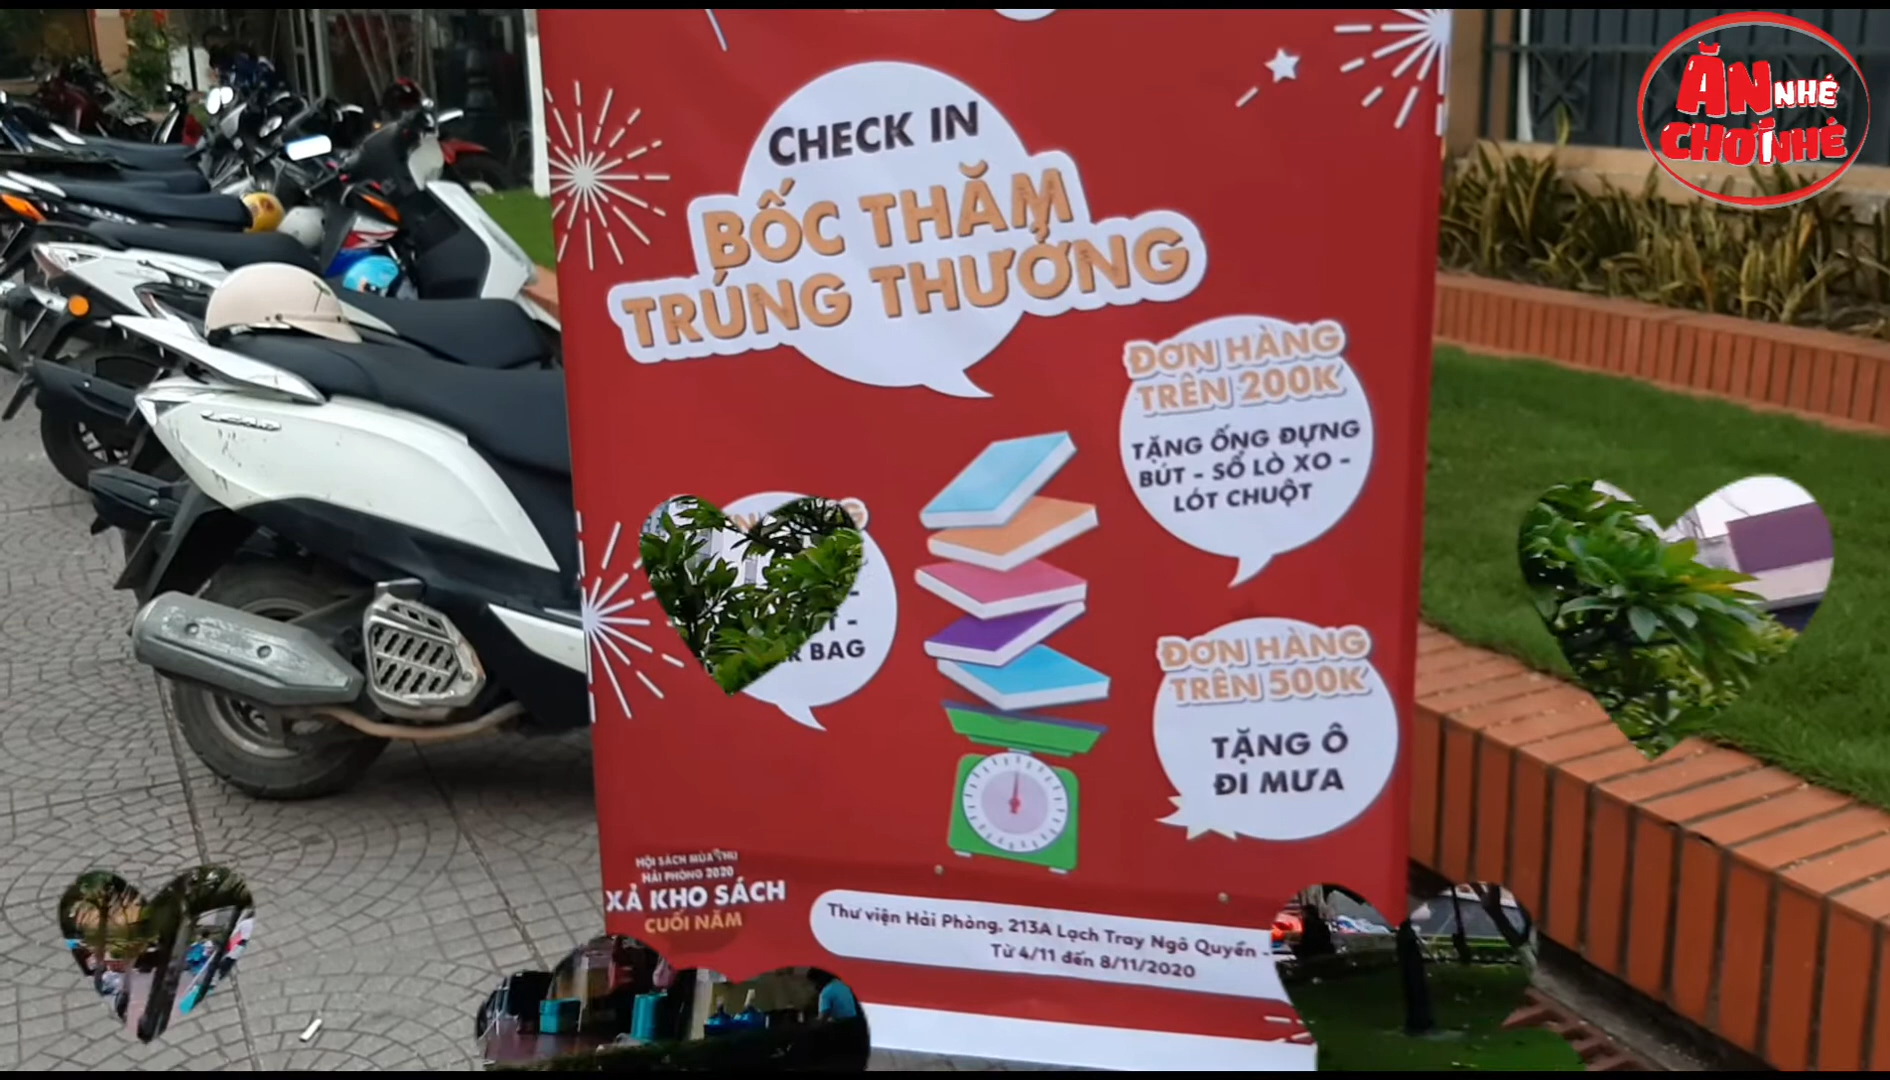 ĂN NHÉ
CHƠI NHÉ
CHECK IN
BỐC THĂM
TRÚNG THƯỞNG
ĐƠN HÀNG
TRÊN 200K
TẶNG ỐNG ĐỰNG
BÚT - SỔ LÒ XO -
LÓT CHUỘT
BAG
ĐƠN HÀNG
TRÊN 500K
TẶNG Ô
ĐI MƯA
HỘI SÁCH MÙA THU
HẢI PHÒNG 2020
XẢ KHO SÁCH
CUỐI NĂM
Thư viện Hải Phòng, 213A Lạch Tray Ngô Quyền -
Từ 4/11 đến 8/11/2020